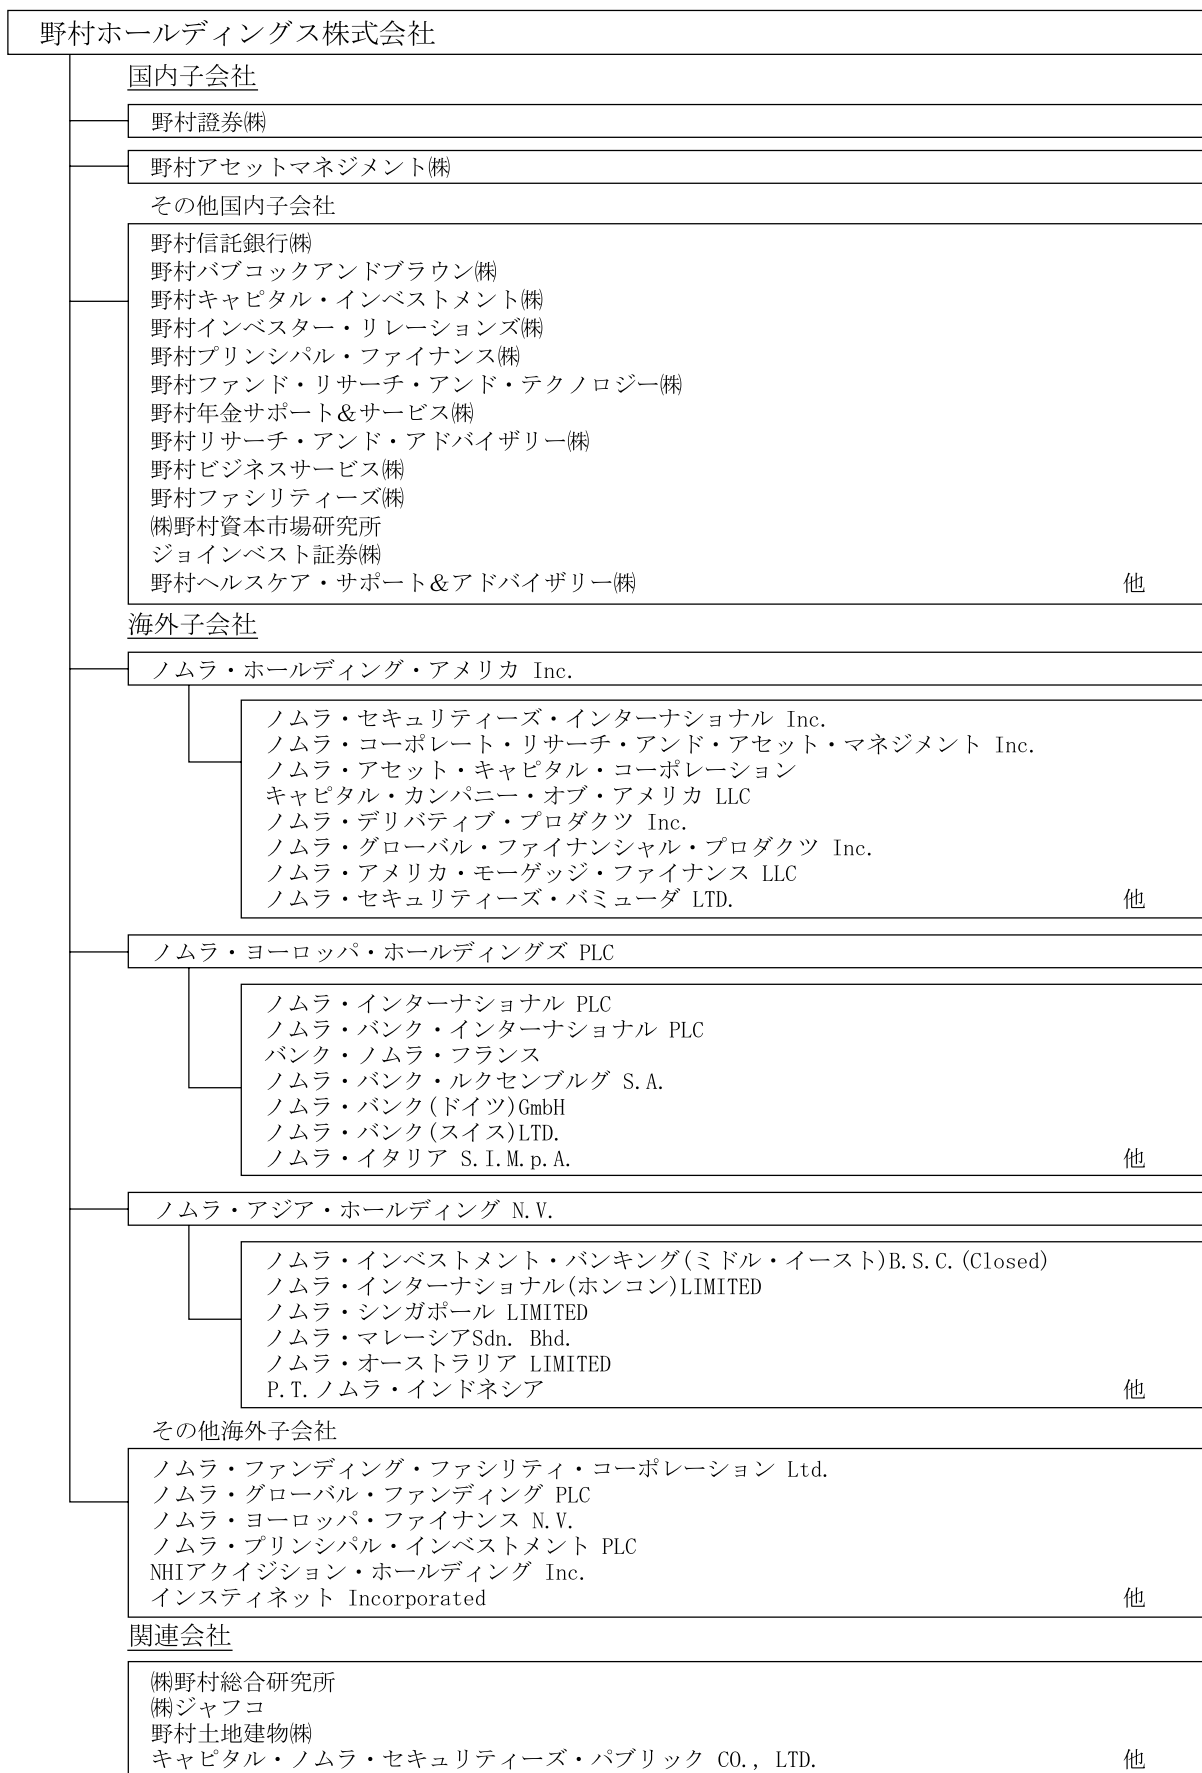 野村ホールディングス株式会社
国内子会社
野村證券㈱
野村アセットマネジメント㈱
その他国内子会社
野村信託銀行㈱
野村バブコックアンドブラウン㈱
野村キャピタル・インベストメント㈱
野村インベスター・リレーションズ㈱
野村プリンシパル・ファイナンス㈱
野村ファンド・リサーチ・アンド・テクノロジー㈱
野村年金サポート＆サービス㈱
野村リサーチ・アンド・アドバイザリー㈱
野村ビジネスサービス㈱
野村ファシリティーズ㈱
㈱野村資本市場研究所
ジョインベスト証券㈱
野村ヘルスケア・サポート＆アドバイザリー㈱ 他
海外子会社
ノムラ・ホールディング・アメリカ Inc.
ノムラ・セキュリティーズ・インターナショナル Inc.
ノムラ・コーポレート・リサーチ・アンド・アセット・マネジメント Inc.
ノムラ・アセット・キャピタル・コーポレーション
キャピタル・カンパニー・オブ・アメリカ LLC
ノムラ・デリバティブ・プロダクツ Inc.
ノムラ・グローバル・ファイナンシャル・プロダクツ Inc.
ノムラ・アメリカ・モーゲッジ・ファイナンス LLC
ノムラ・セキュリティーズ・バミューダ LTD. 他
ノムラ・ヨーロッパ・ホールディングズ PLC
ノムラ・インターナショナル PLC
ノムラ・バンク・インターナショナル PLC
バンク・ノムラ・フランス
ノムラ・バンク・ルクセンブルグ S.A.
ノムラ・バンク(ドイツ)GmbH
ノムラ・バンク(スイス)LTD.
ノムラ・イタリア S.I.M.p.A. 他
ノムラ・アジア・ホールディング N.V.
ノムラ・インベストメント・バンキング(ミドル・イースト)B.S.C.(Closed)
ノムラ・インターナショナル(ホンコン)LIMITED
ノムラ・シンガポール LIMITED
ノムラ・マレーシアSdn. Bhd.
ノムラ・オーストラリア LIMITED
P.T.ノムラ・インドネシア 他
その他海外子会社
ノムラ・ファンディング・ファシリティ・コーポレーション Ltd.
ノムラ・グローバル・ファンディング PLC
ノムラ・ヨーロッパ・ファイナンス N.V.
ノムラ・プリンシパル・インベストメント PLC
NHIアクイジション・ホールディング Inc.
インスティネット Incorporated 他
関連会社
㈱野村総合研究所
㈱ジャフコ
野村土地建物㈱
キャピタル・ノムラ・セキュリティーズ・パブリック CO., LTD. 他